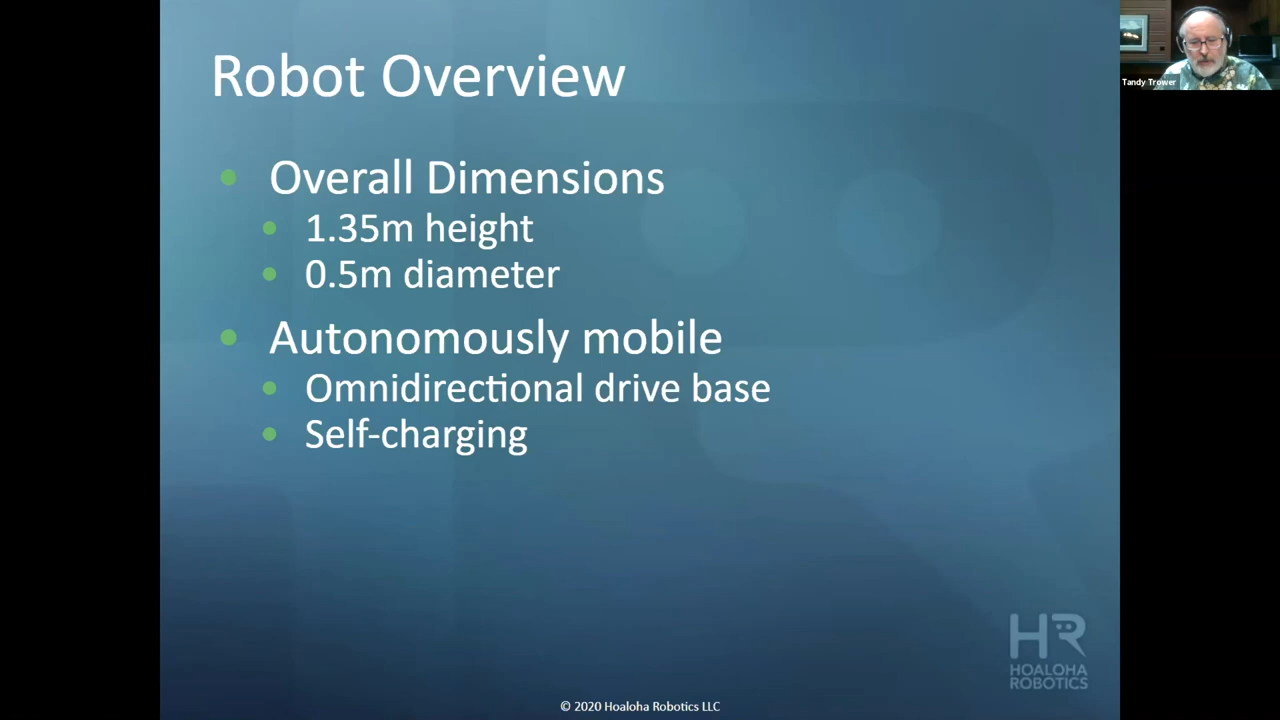 Robot Overview
Tandy Trower
• Overall Dimensions
• 1.35m height
• 0.5m diameter
• Autonomously mobile
• Omnidirectional drive base
• Self-charging
HR
HOALOHA
ROBOTICS
© 2020 Hoaloha Robotics LLC